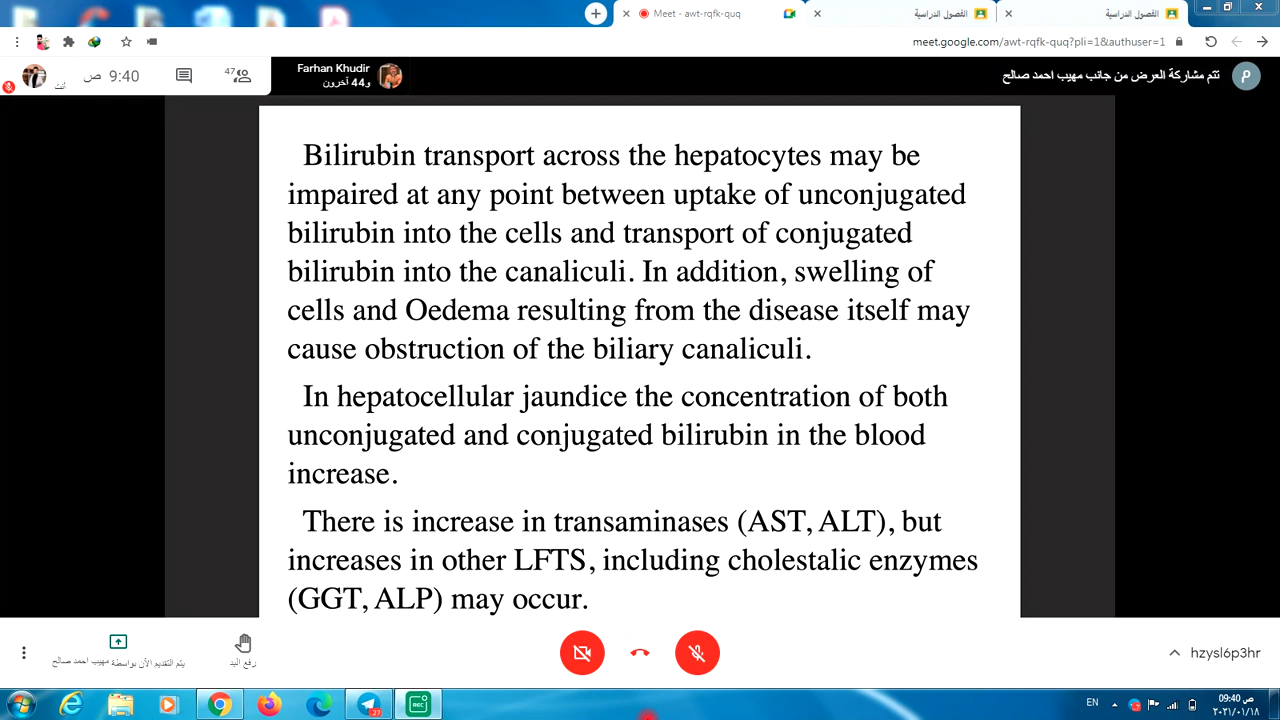 Meet - awt-rqfk-quq
الفصول الدراسية
الفصول الدراسية
meet.google.com/awt-rqfk-quq?pli=1&authuser=1
9:40 ص
أنت
47
Farhan Khudir
و44 آخرون
تتم مشاركة العرض من جانب مهيب احمد صالح
م
Bilirubin transport across the hepatocytes may be
impaired at any point between uptake of unconjugated
bilirubin into the cells and transport of conjugated
bilirubin into the canaliculi. In addition, swelling of
cells and Oedema resulting from the disease itself may
cause obstruction of the biliary canaliculi.
In hepatocellular jaundice the concentration of both
unconjugated and conjugated bilirubin in the blood
increase.
There is increase in transaminases (AST, ALT), but
increases in other LFTS, including cholestalic enzymes
(GGT, ALP) may occur.
يتم التقديم الآن بواسطة مهيب احمد صالح
رفع اليد
hzysl6p3hr
27
REC
EN
09:40 ص
٢٠٢١/٠١/١٨